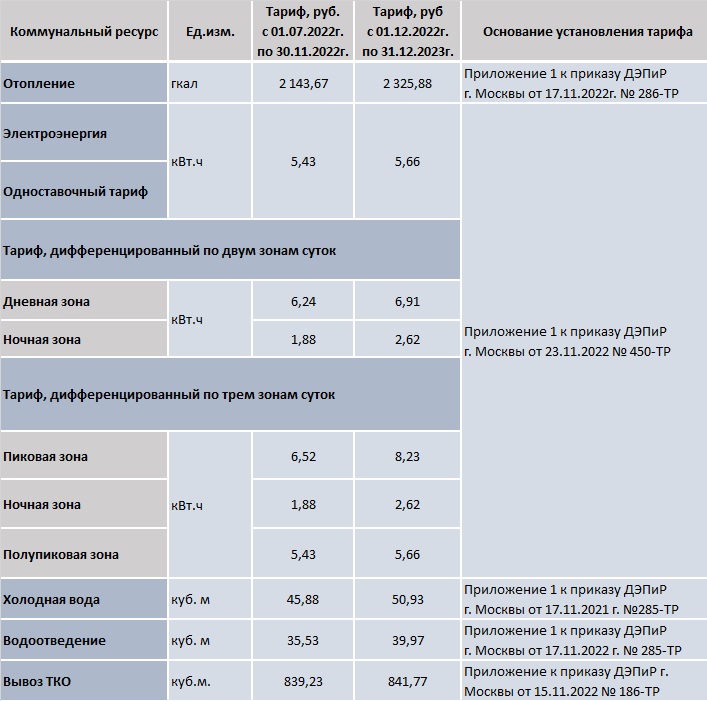 Коммунальный ресурс
Ед.изм.
Тариф, руб.
с 01.07.2022г.
по 30.11.2022г.
Тариф, руб
с 01.12.2022г.
по 31.12.2023г.
Основание установления тарифа
Отопление
гкал
2 143,67
2 325,88
Приложение 1 к приказу ДЭПиР
г. Москвы от 17.11.2022г. № 286-ТР
Электроэнергия
Одноставочный тариф
кВт.ч
5,43
5,66
Тариф, дифференцированный по двум зонам суток
Дневная зона
кВт.ч
6,24
6,91
Ночная зона
1,88
2,62
Приложение 1 к приказу ДЭПиР
г. Москвы от 23.11.2022 № 450-ТР
Тариф, дифференцированный по трем зонам суток
Пиковая зона
6,52
8,23
Ночная зона
кВт.ч
1,88
2,62
Полупиковая зона
5,43
5,66
Холодная вода
куб. м
45,88
50,93
Приложение 1 к приказу ДЭПиР
г. Москвы от 17.11.2021 г. №285-ТР
Водоотведение
куб. м
35,53
39,97
Приложение 1 к приказу ДЭПиР
г. Москвы от 17.11.2022 г. № 285-ТР
Вывоз ТКО
куб.м.
839,23
841,77
Приложение к приказу ДЭПиР г.
Москвы от 15.11.2022 № 186-ТР